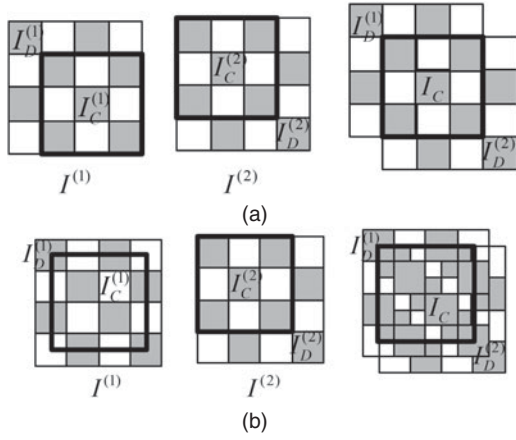 I_D^(1) I_C^(1) I_C^(2) I_D^(2) I_D^(1) I_C I_D^(2)
I^(1) I^(2)
(a)
I_D^(1) I_C^(1) I_C^(2) I_D^(2) I_D^(1) I_C I_D^(2)
I^(1) I^(2)
(b)